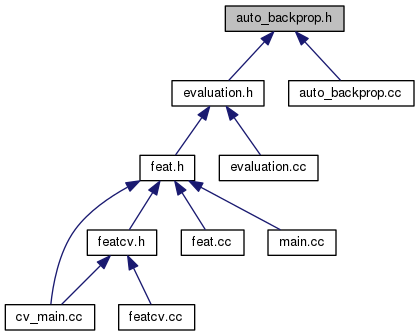 auto_backprop.h
evaluation.h
auto_backprop.cc
feat.h
evaluation.cc
featcv.h
feat.cc
main.cc
cv_main.cc
featcv.cc